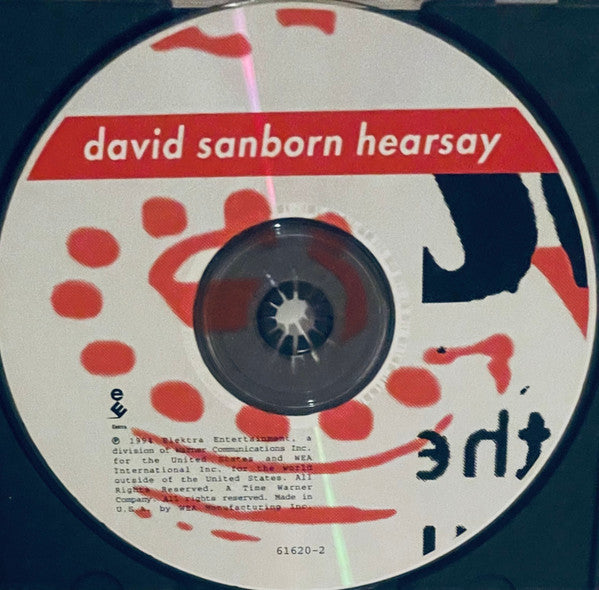 david sanborn hearsay
e
Elektra
℗ 1994 Elektra Entertainment, a
division of Warner Communications Inc.
for the United States and WEA
International Inc. for the world
outside of the United States. All
Rights Reserved. A Time Warner
Company. All rights reserved. Made in
U.S.A. by WEA Manufacturing Inc.
the
61620-2